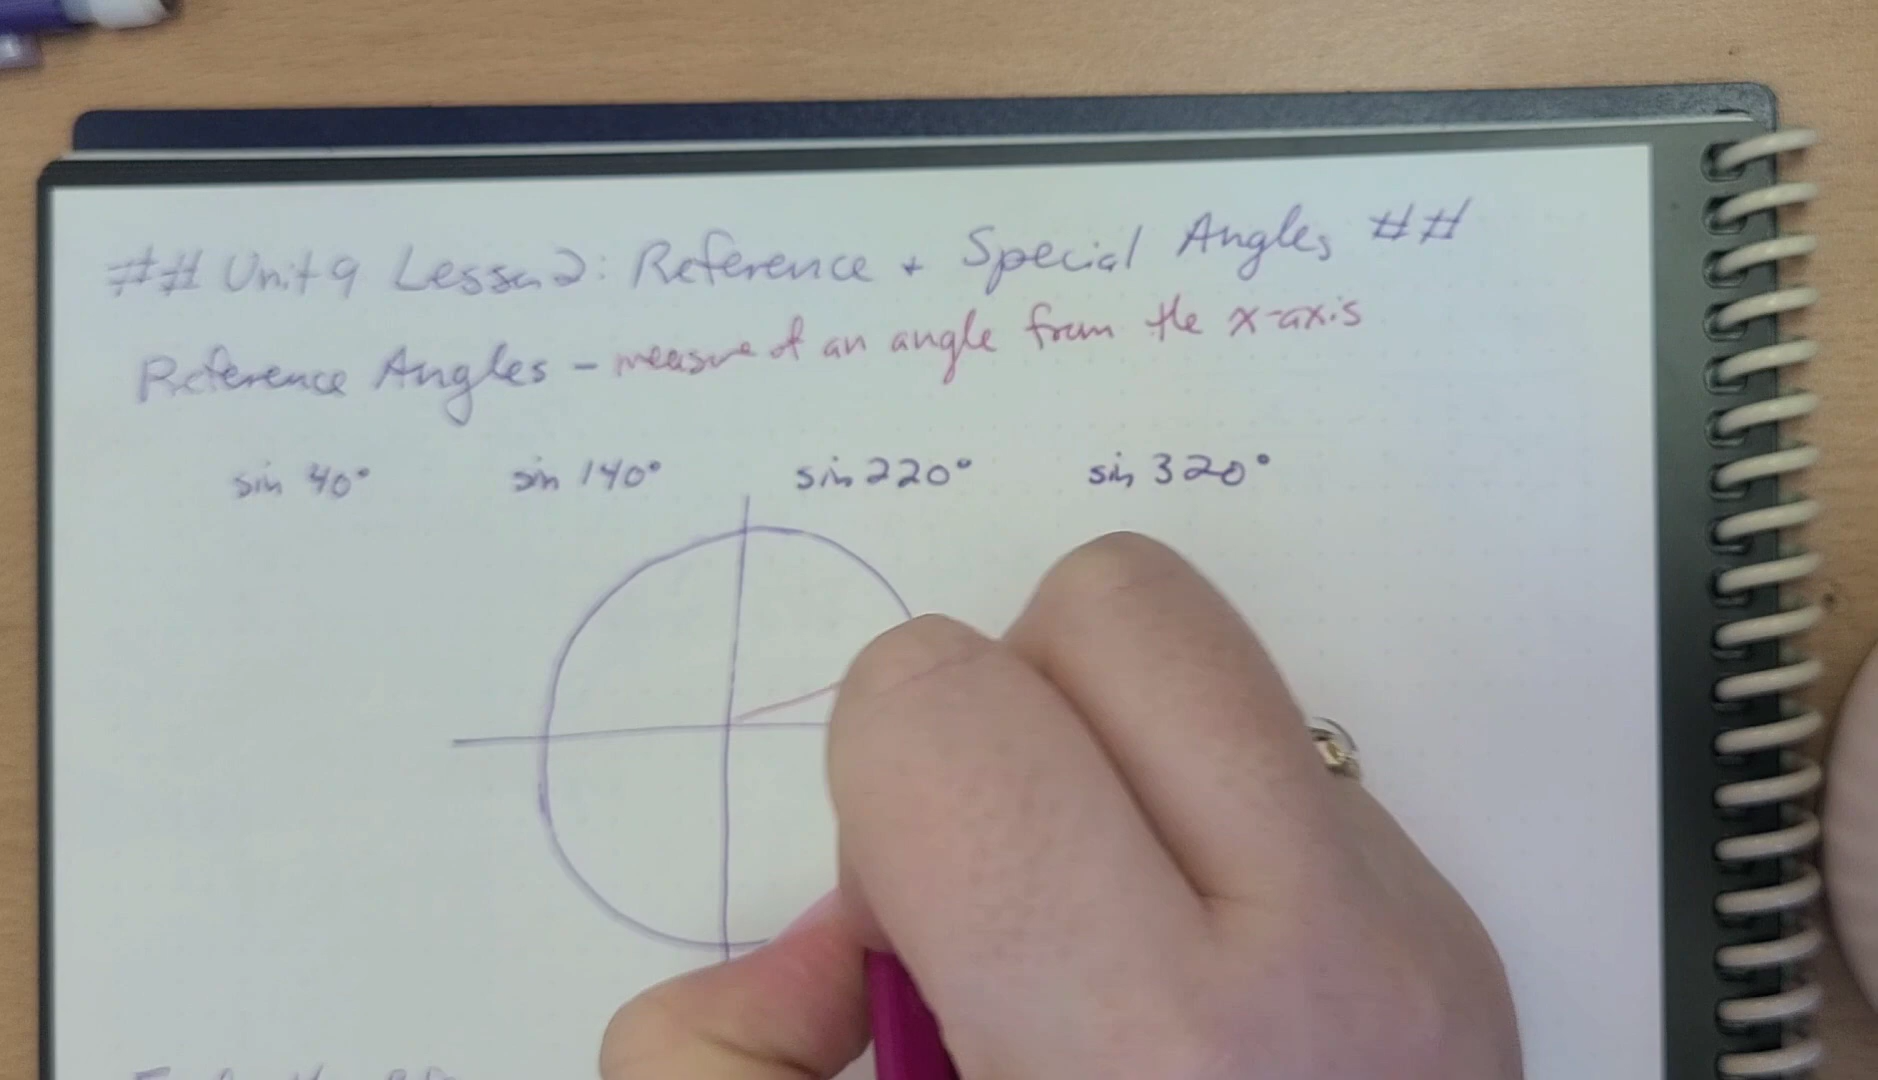 ## Unit 9 Lesson 2: Reference + Special Angles ##
Reference Angles - measure of an angle from the x-axis
sin 40° sin 140° sin 220° sin 320°